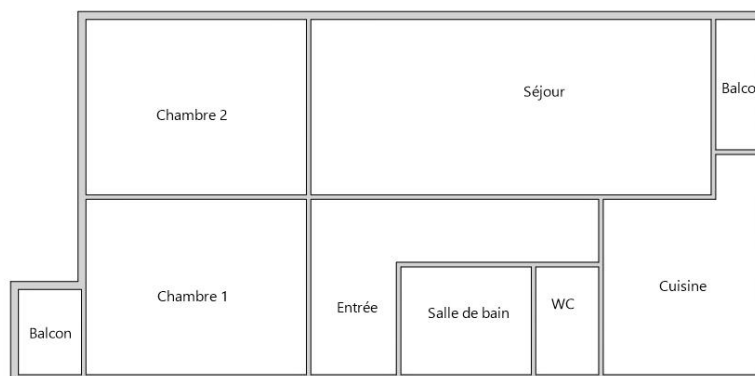 Séjour
Balco
Chambre 2
Cuisine
Chambre 1
WC
Entrée
Salle de bain
Balcon